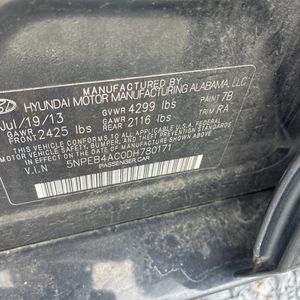 MANUFACTURED BY
HYUNDAI MOTOR MANUFACTURING ALABAMA, LLC
Jul/19/13 GVWR 4299 lbs PAINT 7B
GAWR FRONT 2425 lbs GAWR REAR 2116 lbs TRIM RA
THIS VEHICLE CONFORMS TO ALL APPLICABLE
U.S. FEDERAL MOTOR VEHICLE SAFETY, BUMPER,
AND THEFT PREVENTION STANDARDS IN EFFECT
ON THE DATE OF MANUFACTURE SHOWN ABOVE.
V.I.N 5NPEB4AC0DH780171
PASSENGER CAR